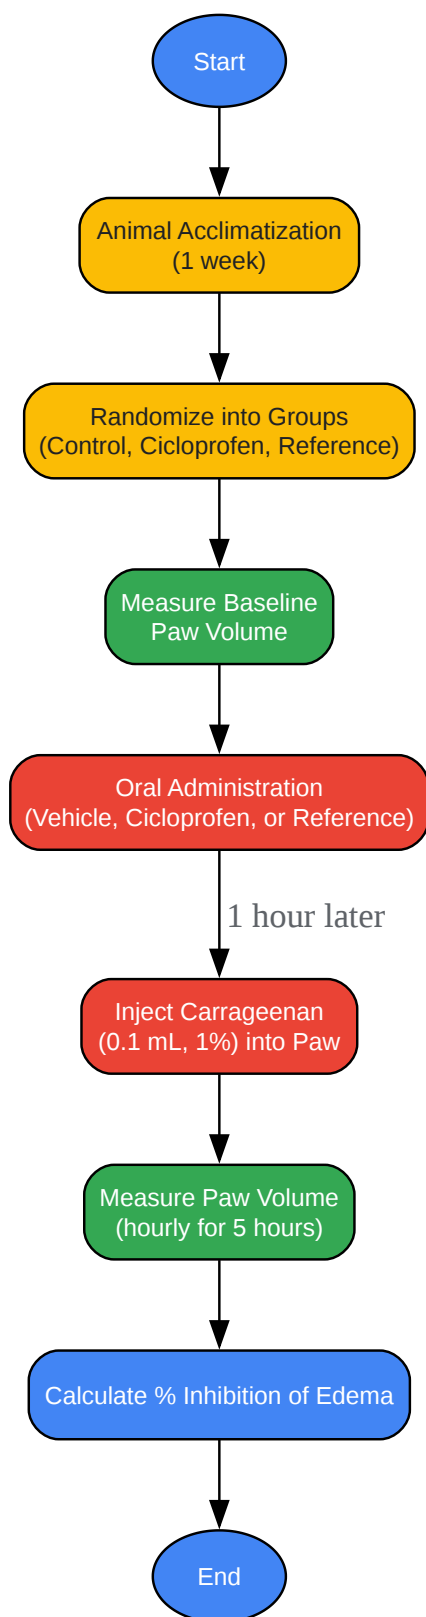 Start
Animal Acclimatization
(1 week)
Randomize into Groups
(Control, Cicloprofen, Reference)
Measure Baseline
Paw Volume
Oral Administration
(Vehicle, Cicloprofen, or Reference)
1 hour later
Inject Carrageenan
(0.1 mL, 1%) into Paw
Measure Paw Volume
(hourly for 5 hours)
Calculate % Inhibition of Edema
End